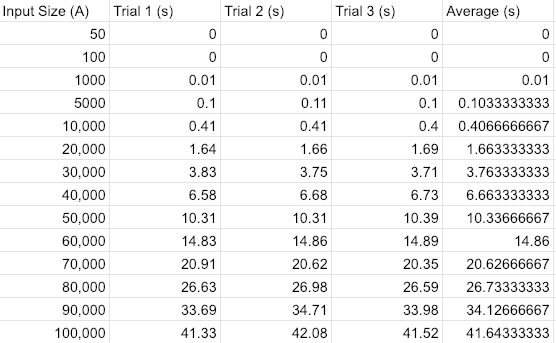 Input Size (A) Trial 1 (s) Trial 2 (s) Trial 3 (s) Average (s)
50 0 0 0 0
100 0 0 0 0
1000 0.01 0.01 0.01 0.01
5000 0.1 0.11 0.1 0.1033333333
10,000 0.41 0.41 0.4 0.4066666667
20,000 1.64 1.66 1.69 1.663333333
30,000 3.83 3.75 3.71 3.763333333
40,000 6.58 6.68 6.73 6.663333333
50,000 10.31 10.31 10.39 10.33666667
60,000 14.83 14.86 14.89 14.86
70,000 20.91 20.62 20.35 20.62666667
80,000 26.63 26.98 26.59 26.73333333
90,000 33.69 34.71 33.98 34.12666667
100,000 41.33 42.08 41.52 41.64333333